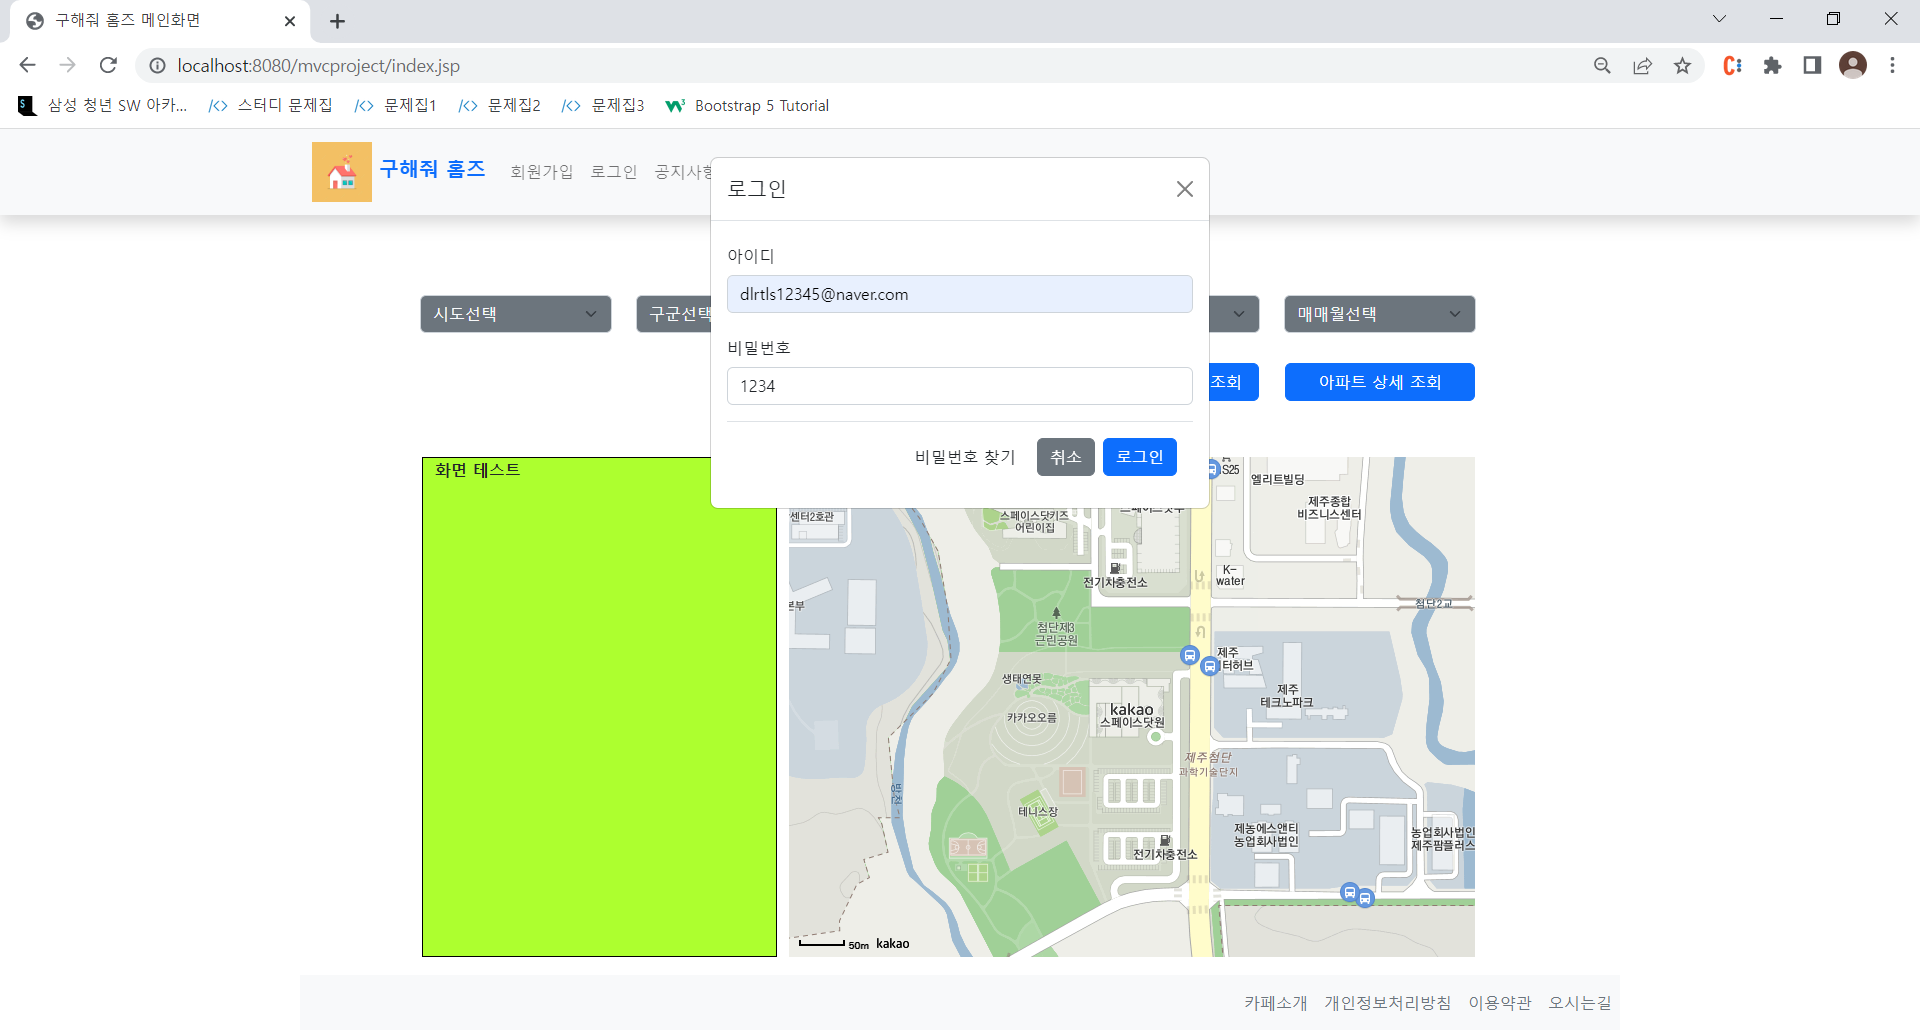 구해줘 홈즈 메인화면
localhost:8080/mvcproject/index.jsp
삼성 청년 SW 아카... 스터디 문제집 문제집1 문제집2 문제집3 Bootstrap 5 Tutorial
구해줘 홈즈 회원가입 로그인 공지사항
로그인
아이디
dlrtls12345@naver.com
비밀번호
1234
비밀번호 찾기 취소 로그인
시도선택 구군선택 매매월선택
조회 아파트 상세 조회
화면 테스트
S25
엘리트빌딩
제주종합
비즈니스센터
센터2호관
스페이스닷키즈
어린이집
전기차충전소
K-
water
본부
첨단2교
첨단제3
근린공원
제주
터허브
생태연못
제주
테크노파크
카카오오름
kakao
스페이스닷원
제주첨단
과학기술단지
테니스장
제농에스앤티
농업회사법인
농업회사법인
제주팜플러스
전기차충전소
50m kakao
카페소개 개인정보처리방침 이용약관 오시는길